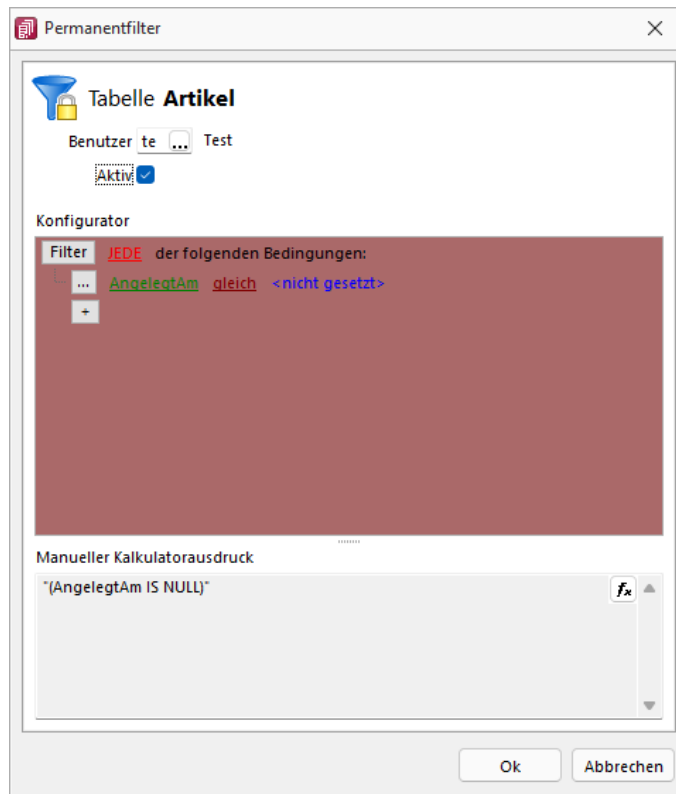 Permanentfilter
Tabelle Artikel
Benutzer te ... Test
Aktiv
Konfigurator
Filter JEDE der folgenden Bedingungen:
... AngelegtAm gleich <nicht gesetzt>
+
Manueller Kalkulatorausdruck
"(AngelegtAm IS NULL)"
fx
Ok Abbrechen